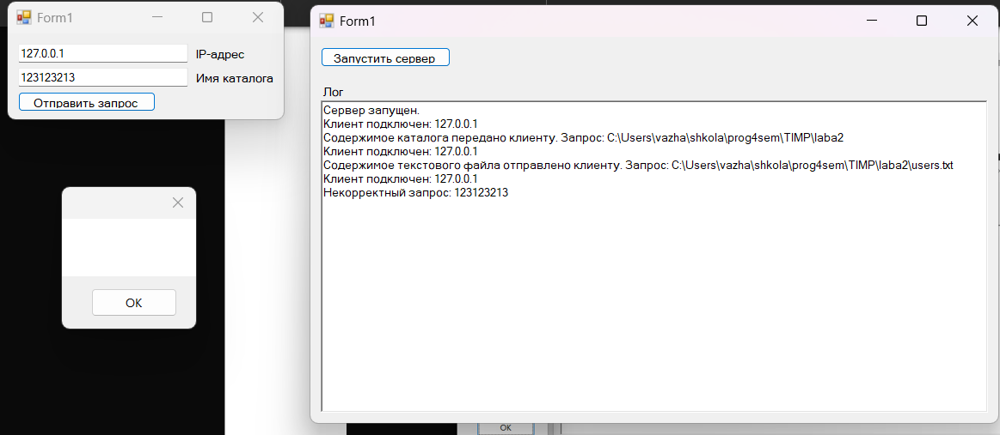 Form1
127.0.0.1 IP-адрес
123123213 Имя каталога
Отправить запрос
OK
Form1
Запустить сервер
Лог
Сервер запущен.
Клиент подключен: 127.0.0.1
Содержимое каталога передано клиенту. Запрос: C:\Users\vazha\shkola\prog4sem\TIMP\laba2
Клиент подключен: 127.0.0.1
Содержимое текстового файла отправлено клиенту. Запрос: C:\Users\vazha\shkola\prog4sem\TIMP\laba2\users.txt
Клиент подключен: 127.0.0.1
Некорректный запрос: 123123213
OK